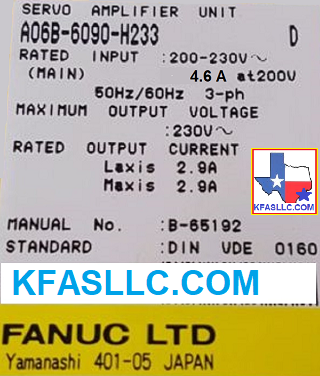 SERVO AMPLIFIER UNIT
A06B-6090-H233 D
RATED INPUT :200-230V~
(MAIN) 4.6 A at200V
50Hz/60Hz 3-ph
MAXIMUM OUTPUT VOLTAGE
:230V~
RATED OUTPUT CURRENT
Laxis 2.9A
Maxis 2.9A
KFASLLC.COM
MANUAL No. :B-65192
STANDARD :DIN VDE 0160
KFASLLC.COM
FANUC LTD
Yamanashi 401-05 JAPAN